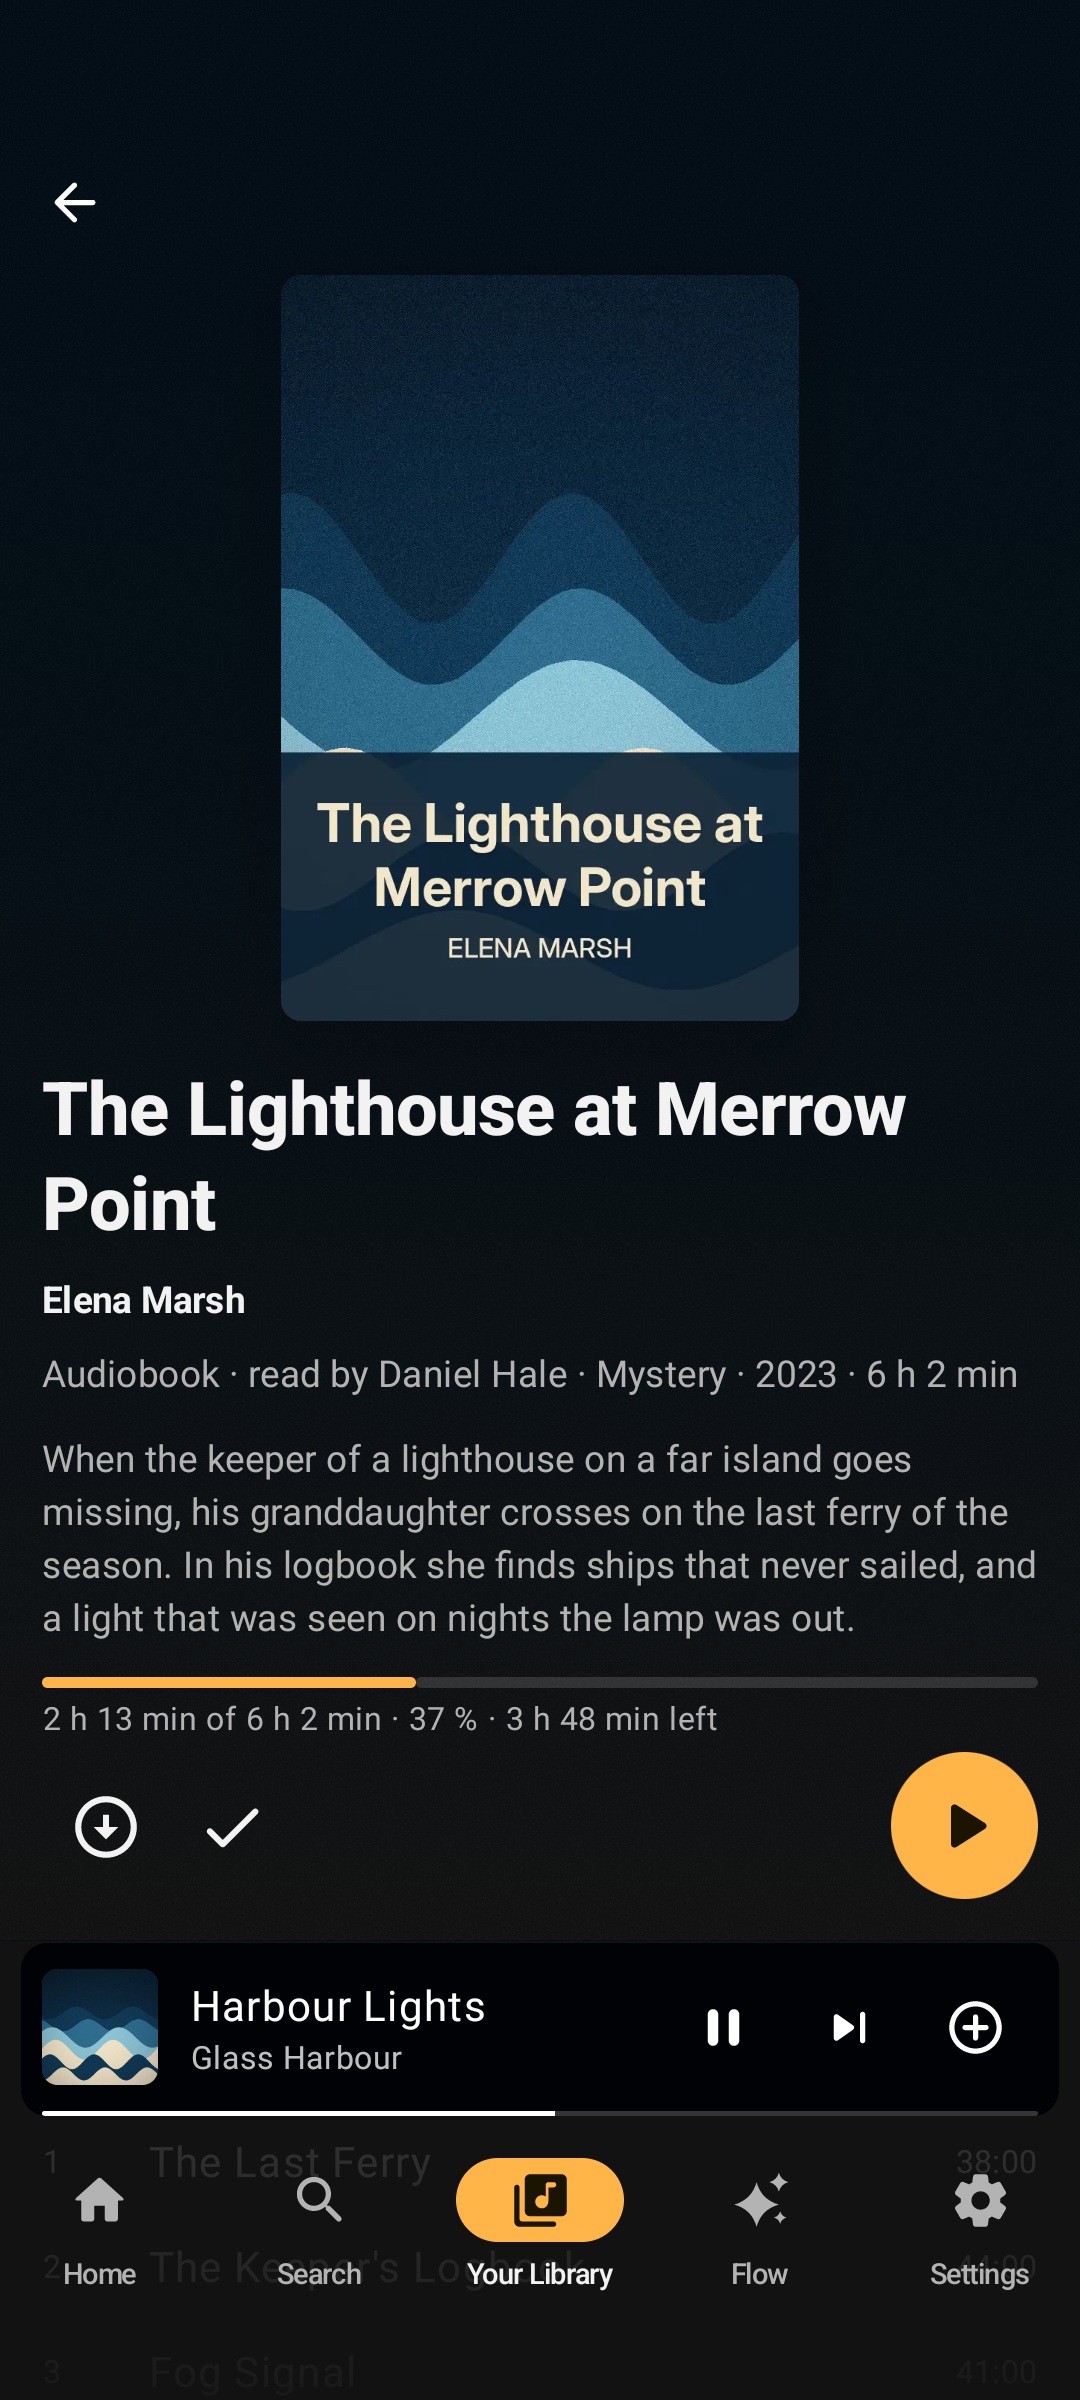 The Lighthouse at
Merrow Point
ELENA MARSH
The Lighthouse at Merrow
Point
Elena Marsh
Audiobook · read by Daniel Hale · Mystery · 2023 · 6 h 2 min
When the keeper of a lighthouse on a far island goes
missing, his granddaughter crosses on the last ferry of the
season. In his logbook she finds ships that never sailed, and
a light that was seen on nights the lamp was out.
2 h 13 min of 6 h 2 min · 37 % · 3 h 48 min left
Harbour Lights
Glass Harbour
1 The Last Ferry 38:00
2 The Keeper's Logbook 44:00
Home Search Your Library Flow Settings
3 Fog Signal 41:00